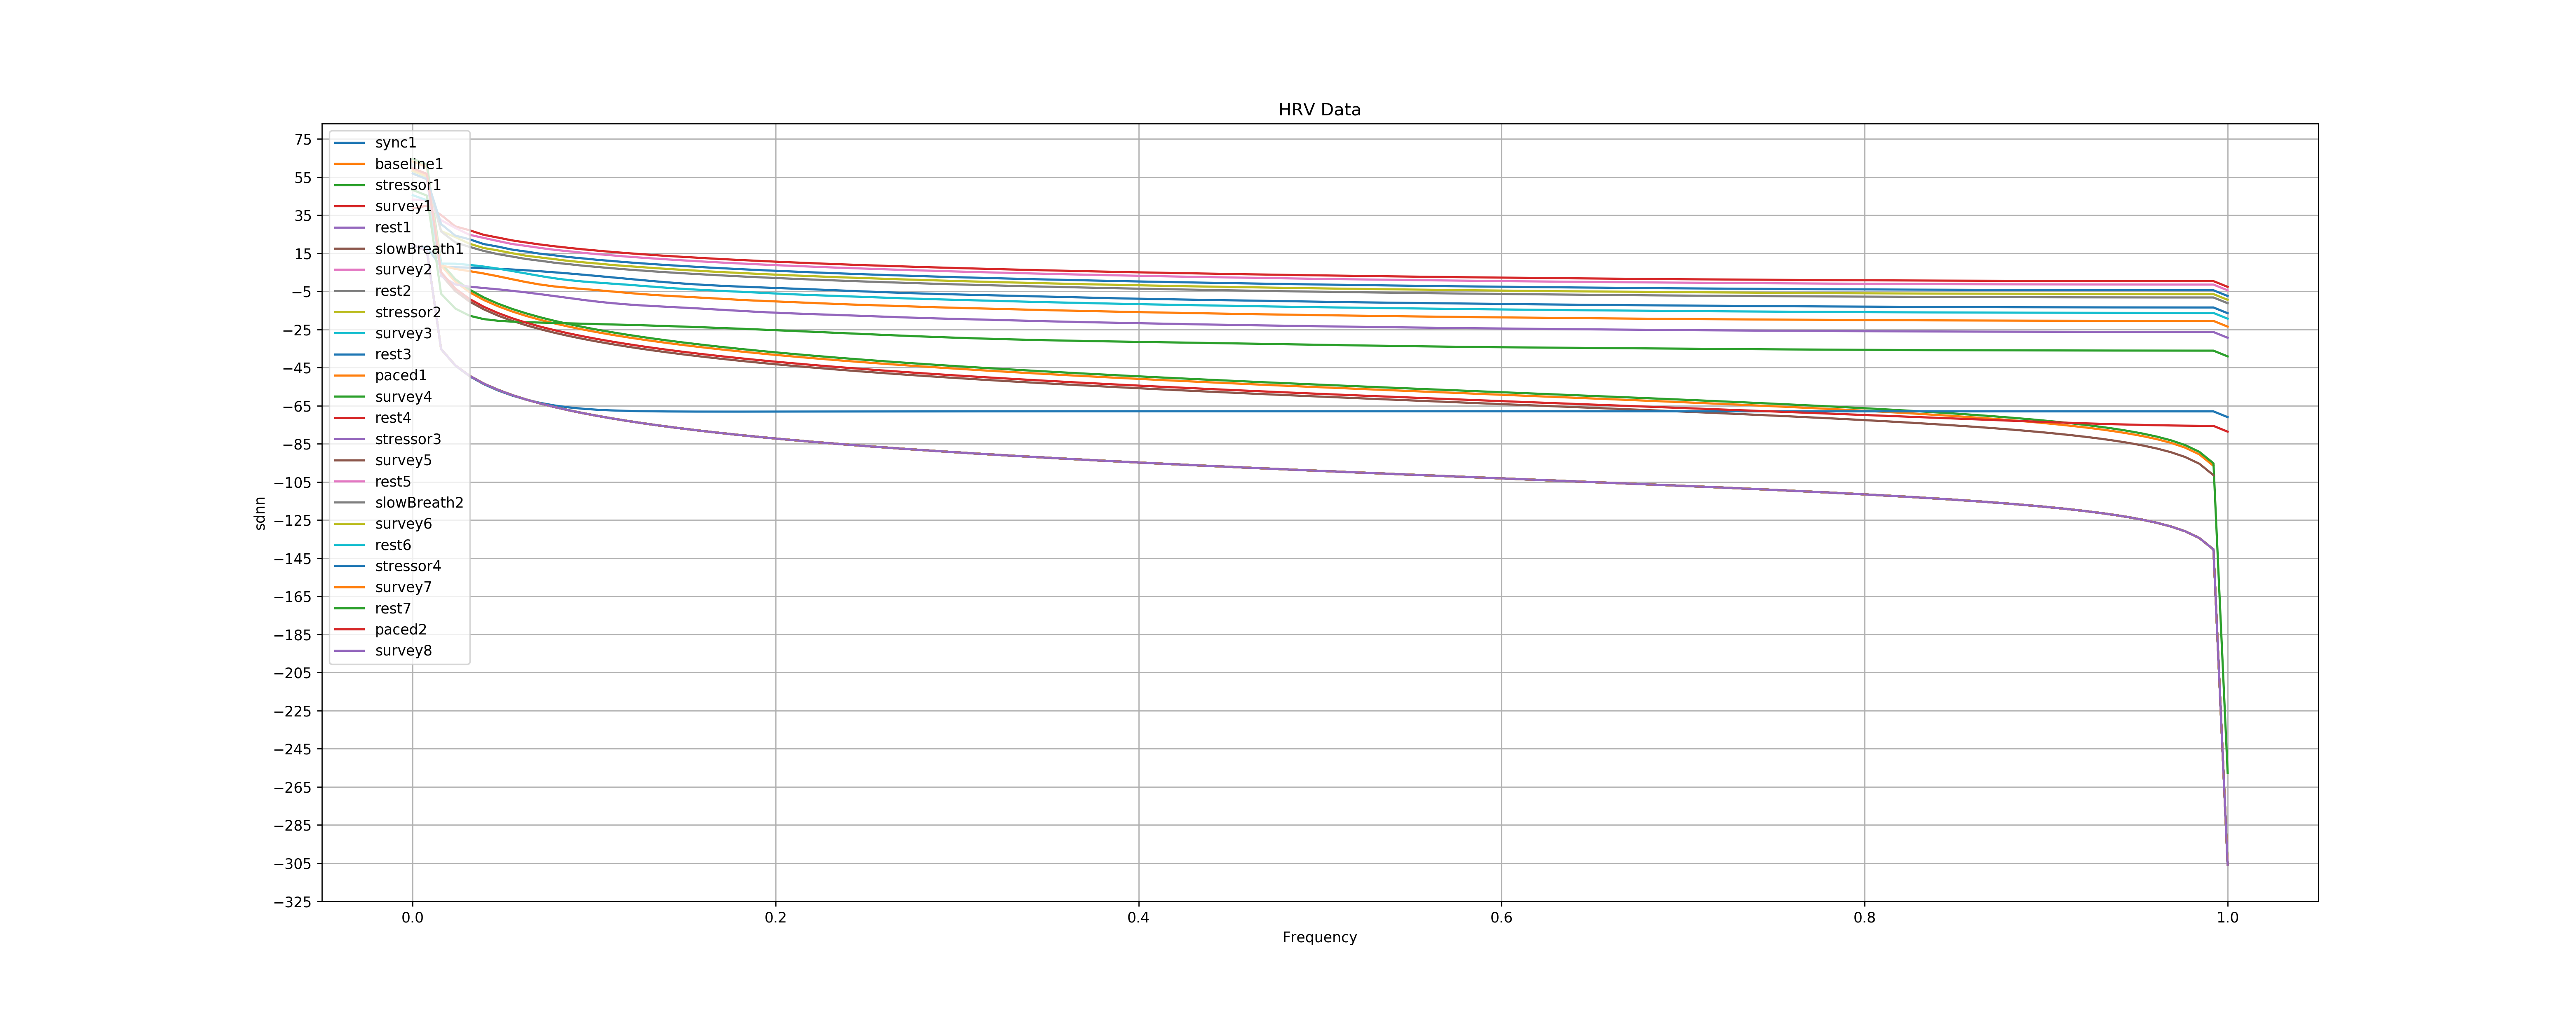 HRV Data
75
55
35
15
−5
−25
−45
−65
−85
−105
−125
−145
−165
−185
−205
−225
−245
−265
−285
−305
−325
sdnn
sync1
baseline1
stressor1
survey1
rest1
slowBreath1
survey2
rest2
stressor2
survey3
rest3
paced1
survey4
rest4
stressor3
survey5
rest5
slowBreath2
survey6
rest6
stressor4
survey7
rest7
paced2
survey8
0.0 0.2 0.4 0.6 0.8 1.0
Frequency